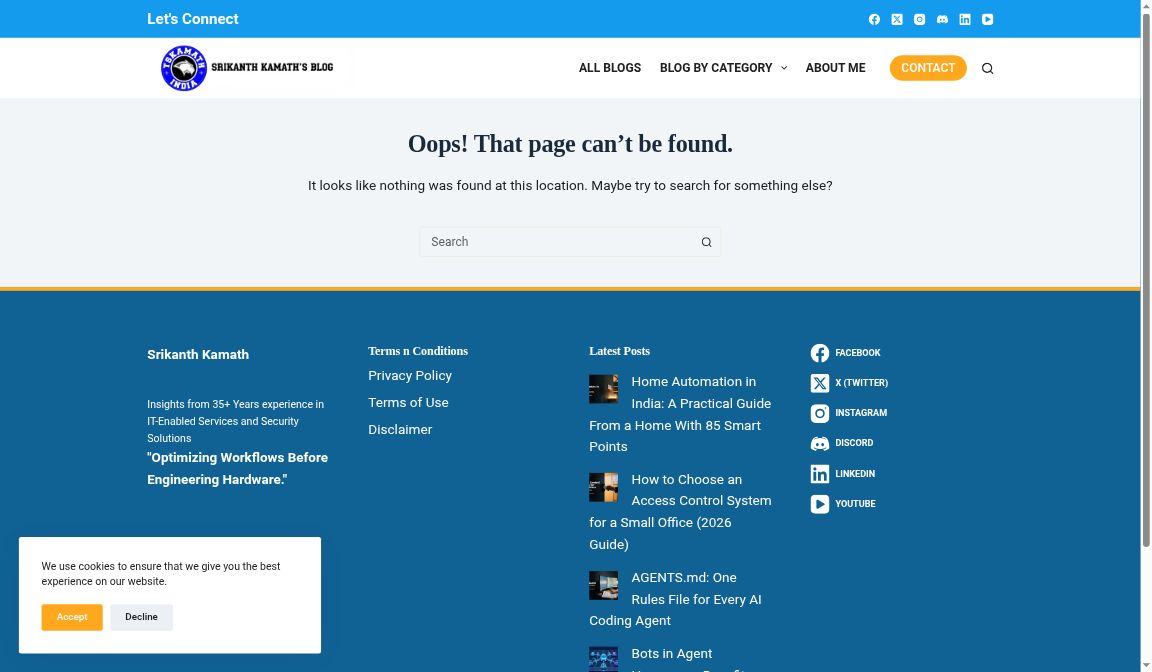 Let's Connect
TSKAMATH
INDIA
SRIKANTH KAMATH'S BLOG
ALL BLOGS
BLOG BY CATEGORY
ABOUT ME
CONTACT
Oops! That page can’t be found.
It looks like nothing was found at this location. Maybe try to search for something else?
Search
Srikanth Kamath
Insights from 35+ Years experience in
IT-Enabled Services and Security
Solutions
"Optimizing Workflows Before
Engineering Hardware."
Terms n Conditions
Privacy Policy
Terms of Use
Disclaimer
Latest Posts
Home Automation in
India: A Practical Guide
From a Home With 85 Smart
Points
How to Choose an
Access Control System
for a Small Office (2026
Guide)
AGENTS.md: One
Rules File for Every AI
Coding Agent
Bots in Agent
FACEBOOK
X (TWITTER)
INSTAGRAM
DISCORD
LINKEDIN
YOUTUBE
We use cookies to ensure that we give you the best
experience on our website.
Accept
Decline